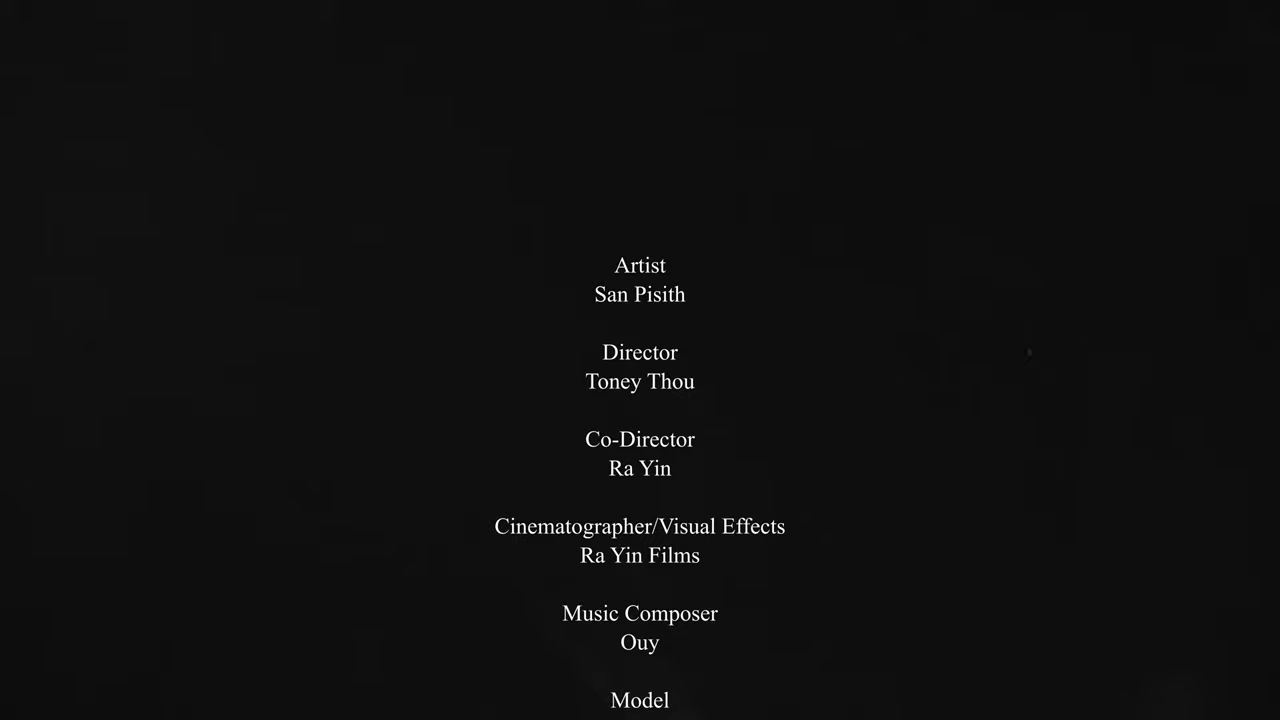 Artist
San Pisith
Director
Toney Thou
Co-Director
Ra Yin
Cinematographer/Visual Effects
Ra Yin Films
Music Composer
Ouy
Model